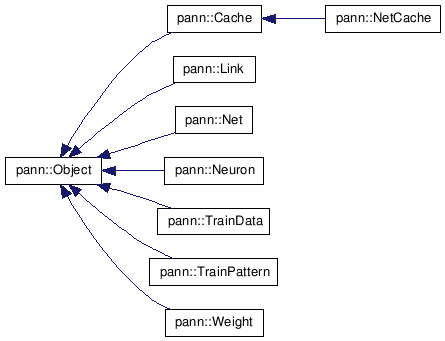 pann::Cache
pann::NetCache
pann::Link
pann::Net
pann::Object
pann::Neuron
pann::TrainData
pann::TrainPattern
pann::Weight